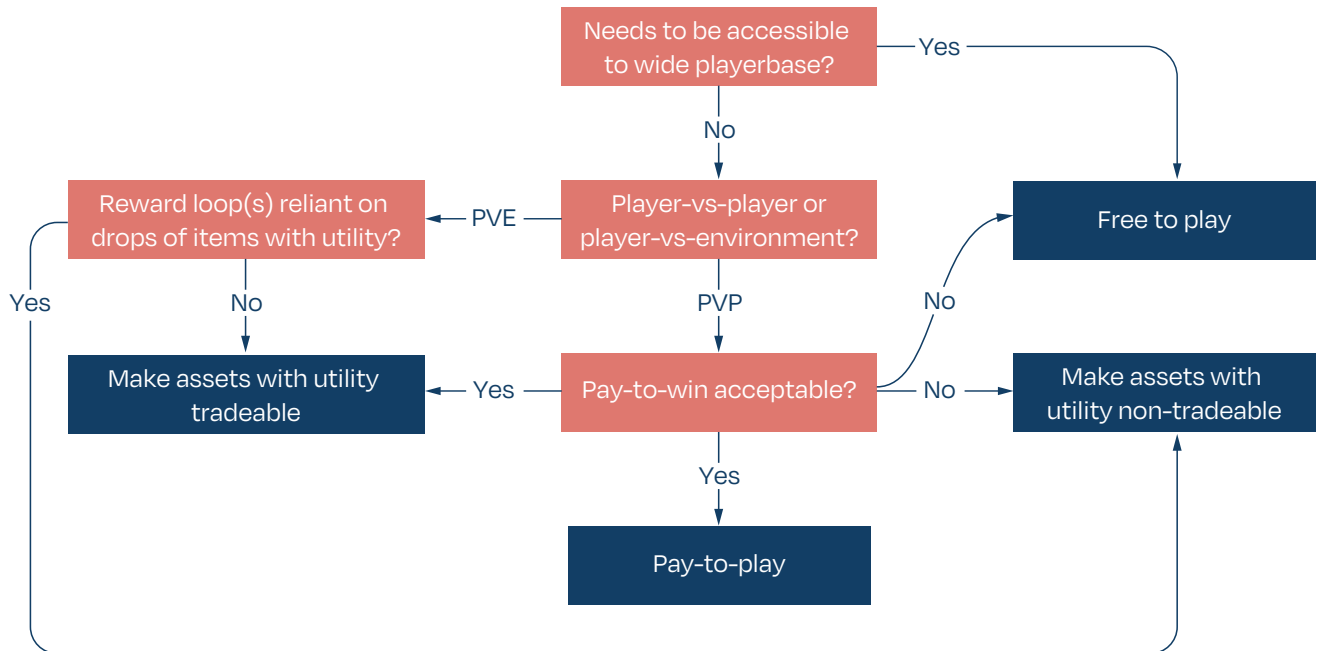 Needs to be accessible
to wide playerbase?
Yes
No
Reward loop(s) reliant on
drops of items with utility?
PVE
Player-vs-player or
player-vs-environment?
Free to play
Yes
No
PVP
No
Make assets with utility
tradeable
Yes
Pay-to-win acceptable?
No
Make assets with
utility non-tradeable
Yes
Pay-to-play